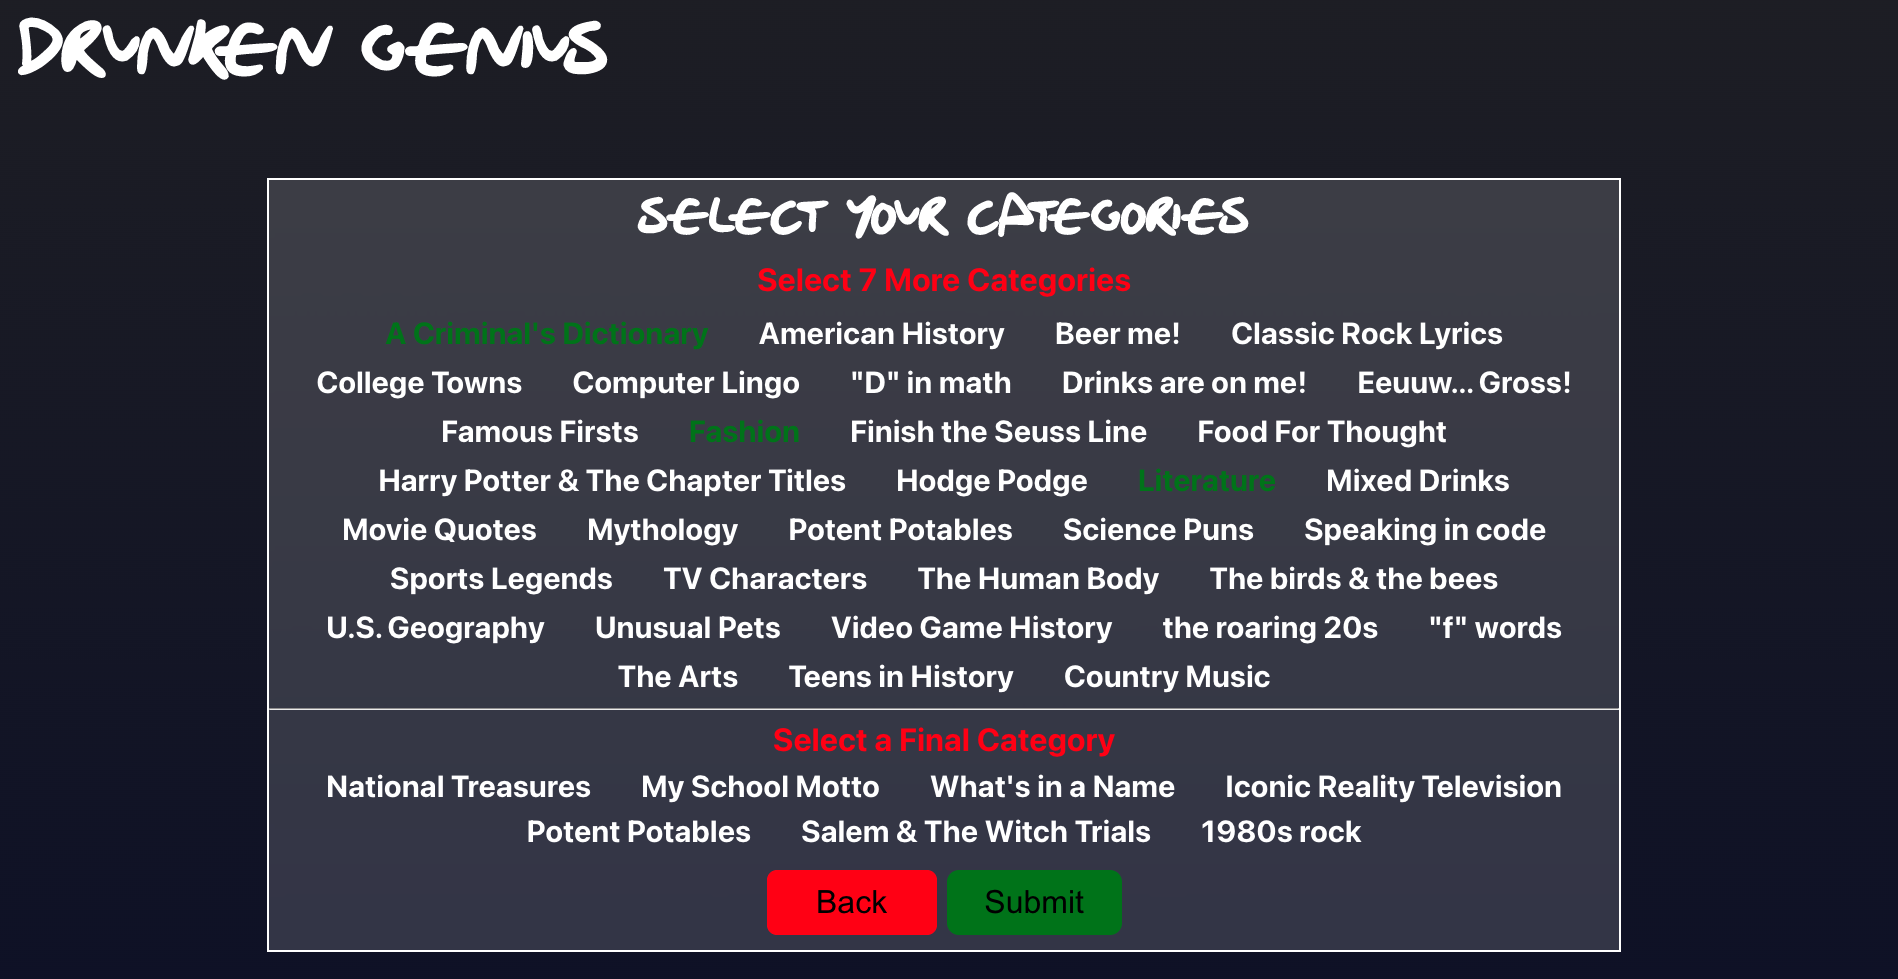 DRUNKEN GENIUS
SELECT YOUR CATEGORIES
Select 7 More Categories
A Criminal's Dictionary American History Beer me! Classic Rock Lyrics
College Towns Computer Lingo "D" in math Drinks are on me! Eeuuw... Gross!
Famous Firsts Fashion Finish the Seuss Line Food For Thought
Harry Potter & The Chapter Titles Hodge Podge Literature Mixed Drinks
Movie Quotes Mythology Potent Potables Science Puns Speaking in code
Sports Legends TV Characters The Human Body The birds & the bees
U.S. Geography Unusual Pets Video Game History the roaring 20s "f" words
The Arts Teens in History Country Music
Select a Final Category
National Treasures My School Motto What's in a Name Iconic Reality Television
Potent Potables Salem & The Witch Trials 1980s rock
Back Submit